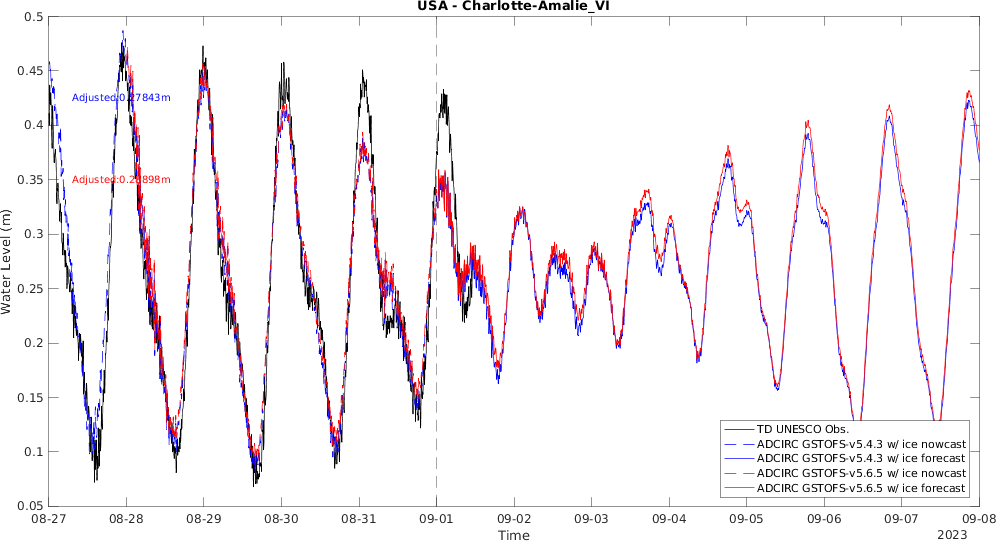 USA - Charlotte-Amalie_VI
0.5
0.45
0.4
0.35
0.3
0.25
0.2
0.15
0.1
0.05
Water Level (m)
Adjusted:0.27843m
Adjusted:0.28898m
TD UNESCO Obs.
ADCIRC GSTOFS-v5.4.3 w/ ice nowcast
ADCIRC GSTOFS-v5.4.3 w/ ice forecast
ADCIRC GSTOFS-v5.6.5 w/ ice nowcast
ADCIRC GSTOFS-v5.6.5 w/ ice forecast
08-27 08-28 08-29 08-30 08-31 09-01 09-02 09-03 09-04 09-05 09-06 09-07 09-08
Time
2023